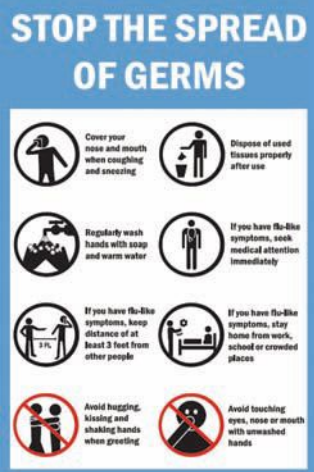 STOP THE SPREAD
OF GERMS
Cover your
nose and mouth
when coughing
and sneezing
Dispose of used
tissues properly
after use
Regularly wash
hands with soap
and warm water
If you have flu-like
symptoms, seek
medical attention
immediately
3 Ft.
If you have flu-like
symptoms, keep
distance of at
least 3 feet from
other people
If you have flu-like
symptoms, stay
home from work,
school or crowded
places
Avoid hugging,
kissing and
shaking hands
when greeting
Avoid touching
eyes, nose or mouth
with unwashed
hands